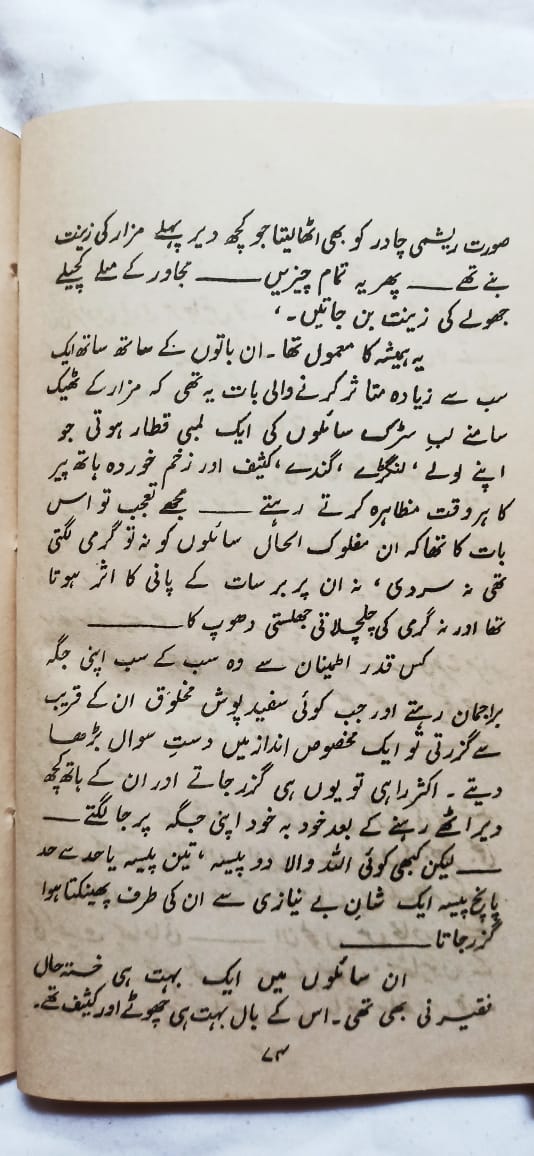 صورت ریشمی چادر کو بھی اٹھا لیتا جو کچھ دیر پہلے مزار کی زینت
بنے تھے —— پھر یہ تمام چیزیں —— مجاور کے میلے کچیلے
جھولے کی زینت بن جاتیں۔،
یہ ہمیشہ کا معمول تھا۔ ان باتوں کے ساتھ ساتھ ایک
سب سے زیادہ متاثر کرنے والی بات یہ تھی کہ مزار کے ٹھیک
سامنے لبِ سڑک سائلوں کی ایک لمبی قطار ہوتی جو
اپنے لولے، لنگڑے، گندے، کثیف اور زخم خوردہ ہاتھ پیر
کا ہر وقت مظاہرہ کرتے رہتے —— مجھے تعجب تو اس
بات کا تھا کہ ان مفلوک الحال سائلوں کو نہ تو گرمی لگتی
تھی نہ سردی، نہ ان پر برسات کے پانی کا اثر ہوتا
تھا اور نہ گرمی کی چلچلاتی جھلستی دھوپ کا ——
کس قدر اطمینان سے وہ سب کے سب اپنی جگہ
براجمان رہتے اور جب کوئی سفید پوش مخلوق ان کے قریب
سے گزرتی تو ایک مخصوص انداز میں دستِ سوال بڑھا
دیتے۔ اکثر راہی تو یوں ہی گزر جاتے اور ان کے ہاتھ کچھ
دیر اٹھے رہنے کے بعد خود بہ خود اپنی جگہ پر جا لگتے ——
—— لیکن کبھی کوئی اللہ والا دو پیسہ، تین پیسہ یا حد سے حد
پانچ پیسہ ایک شانِ بے نیازی سے ان کی طرف پھینکتا ہوا
گزر جاتا ——
ان سائلوں میں ایک بہت ہی خستہ حال
فقیرنی بھی تھی۔ اس کے بال بہت ہی چھوٹے اور کثیف تھے۔
۷۴